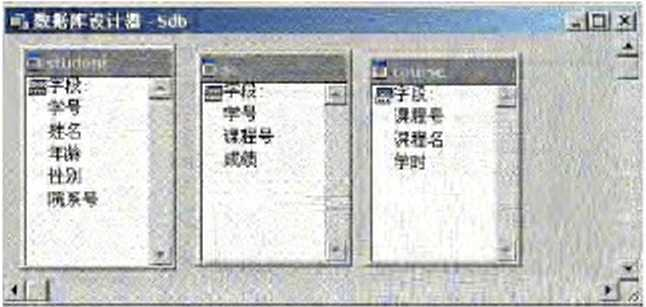 数据库设计器 - Sdb
student
字段:
学号
姓名
年龄
性别
院系号
字段:
学号
课程号
成绩
course
字段:
课程号
课程名
学时